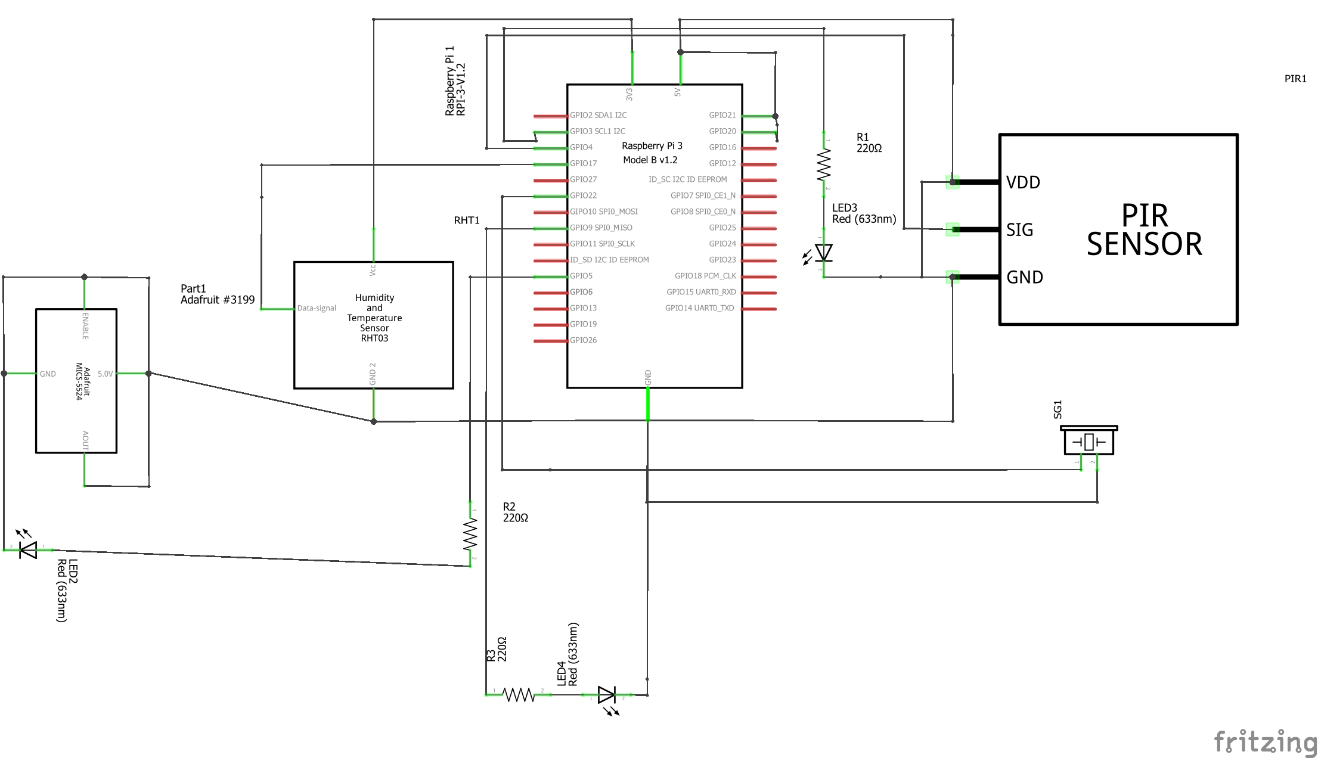 PIR1
Raspberry Pi 1
RPI-3-V1.2
3V3
5V
GPIO2 SDA1 I2C
GPIO3 SCL1 I2C
GPIO4
GPIO17
GPIO27
GPIO22
GPIO10 SPI0_MOSI
GPIO9 SPI0_MISO
GPIO11 SPI0_SCLK
ID_SD I2C ID EEPROM
GPIO5
GPIO6
GPIO13
GPIO19
GPIO26
Raspberry Pi 3
Model B v1.2
GPIO21
GPIO20
GPIO16
GPIO12
ID_SC I2C ID EEPROM
GPIO7 SPI0_CE1_N
GPIO8 SPI0_CE0_N
GPIO25
GPIO24
GPIO23
GPIO18 PCM_CLK
GPIO15 UART0_RXD
GPIO14 UART0_TXD
GND
R1
220Ω
LED3
Red (633nm)
VDD
SIG
GND
PIR
SENSOR
RHT1
Vcc
Data-signal
Humidity
and
Temperature
Sensor
RHT03
GND 2
Part1
Adafruit #3199
ENABLE
GND
Adafruit
MICS-5524
5.0V
AOUT
SG1
R2
220Ω
LED2
Red (633nm)
R3
220Ω
LED4
Red (633nm)
fritzing